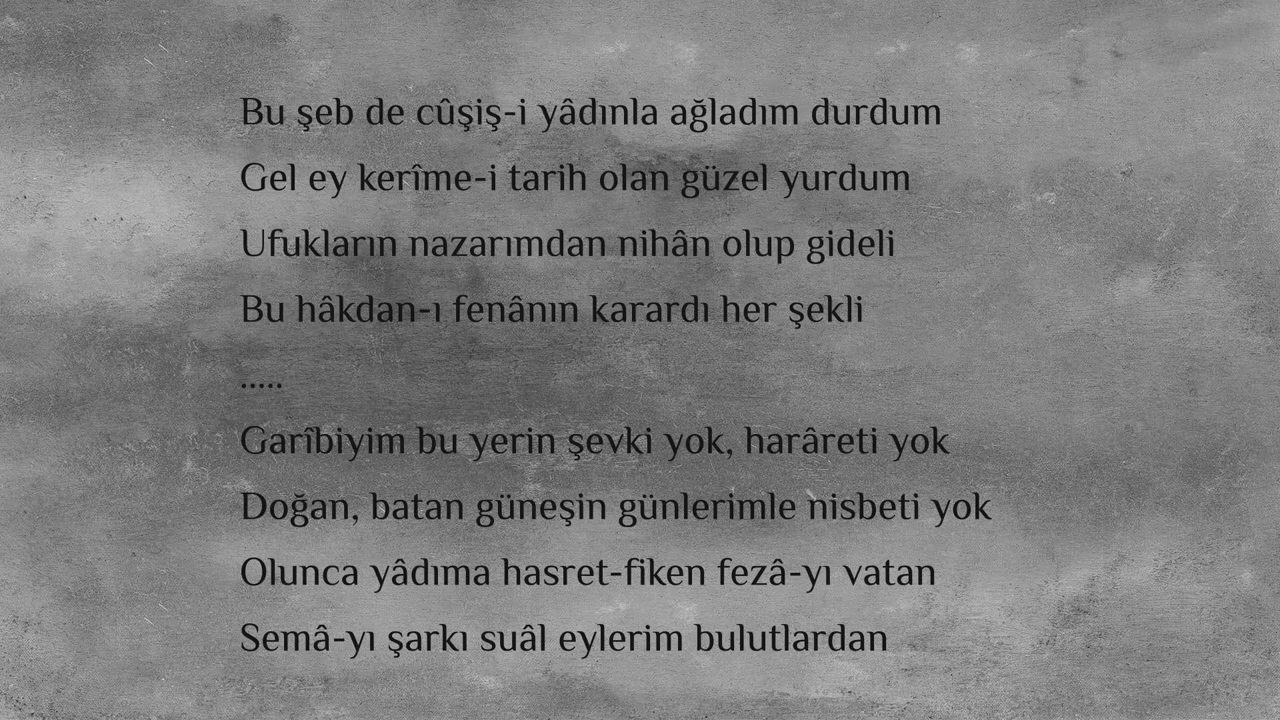 Bu şeb de cûşiş-i yâdınla ağladım durdum
Gel ey kerîme-i tarih olan güzel yurdum
Ufukların nazarımdan nihân olup gideli
Bu hâkdan-ı fenânın karardı her şekli
.....
Garîbiyim bu yerin şevki yok, harâreti yok
Doğan, batan güneşin günlerimle nisbeti yok
Olunca yâdıma hasret-fiken fezâ-yı vatan
Semâ-yı şarkı suâl eylerim bulutlardan